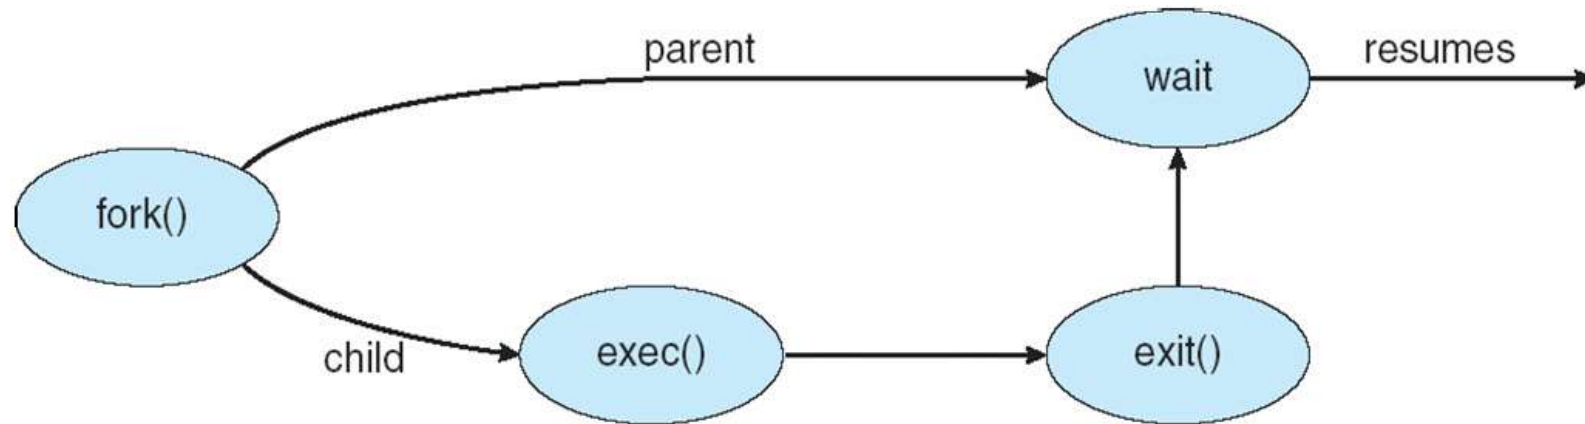 parent
wait
resumes
fork()
child
exec()
exit()